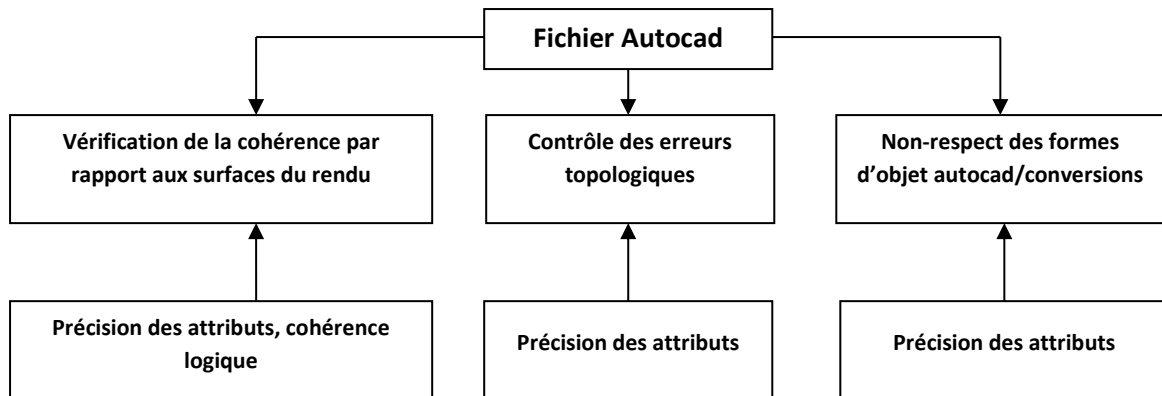 Fichier Autocad
Vérification de la cohérence par
rapport aux surfaces du rendu
Contrôle des erreurs
topologiques
Non-respect des formes
d’objet autocad/conversions
Précision des attributs, cohérence
logique
Précision des attributs
Précision des attributs